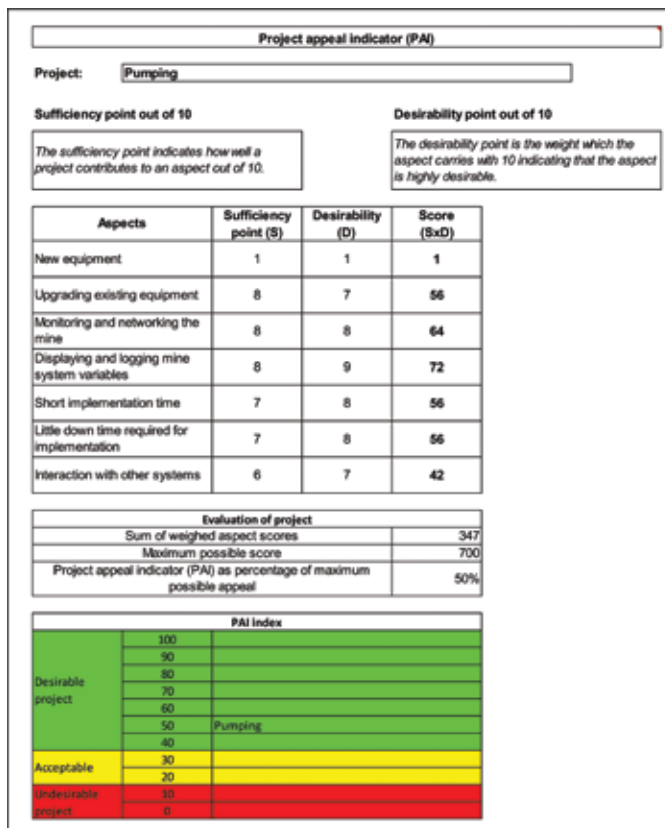 Project appeal indicator (PAI)
Project: Pumping
Sufficiency point out of 10
Desirability point out of 10
The sufficiency point indicates how well a
project contributes to an aspect out of 10.
The desirability point is the weight which the
aspect carries with 10 indicating that the aspect
is highly desirable.
Aspects Sufficiency point (S) Desirability (D) Score (SxD)
New equipment 1 1 1
Upgrading existing equipment 8 7 56
Monitoring and networking the
mine 8 8 64
Displaying and logging mine
system variables 8 9 72
Short implementation time 7 8 56
Little down time required for
implementation 7 8 56
Interaction with other systems 6 7 42
Evaluation of project
Sum of weighed aspect scores 347
Maximum possible score 700
Project appeal indicator (PAI) as percentage of maximum
possible appeal 50%
PAI index
Desirable
project
100
90
80
70
60
50 Pumping
40
Acceptable
30
20
Undesirable
project
10
0